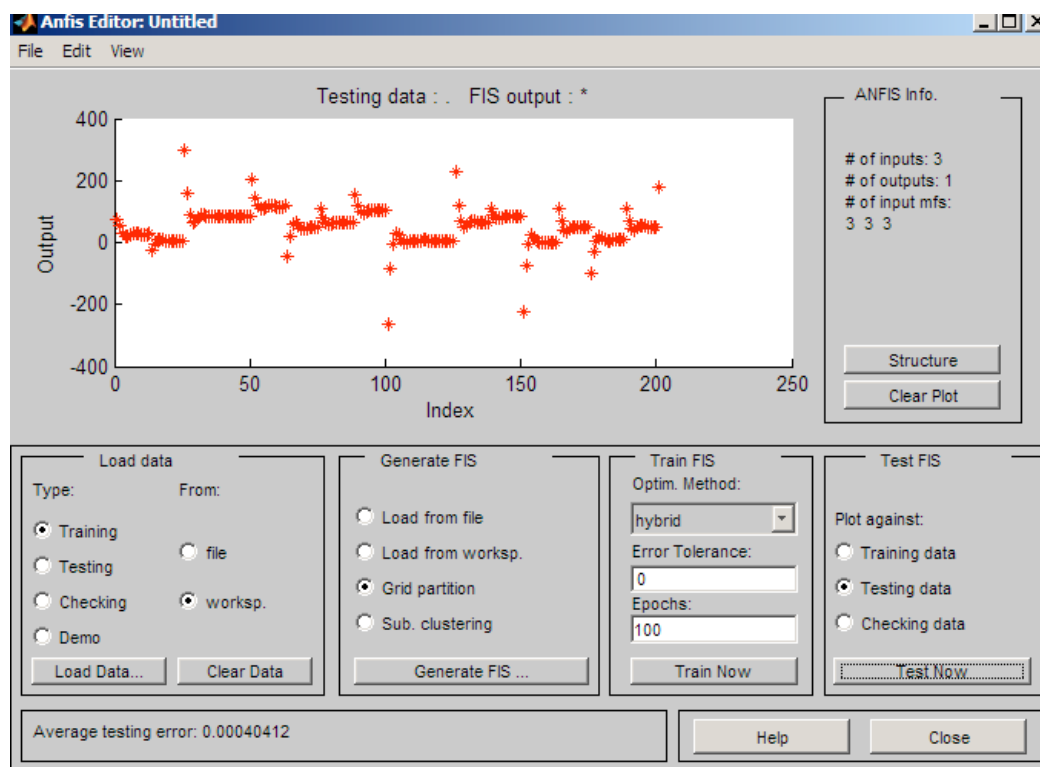 Anfis Editor: Untitled
File Edit View
Testing data : . FIS output : *
400
200
0
-200
-400
Output
0 50 100 150 200 250
Index
ANFIS Info.
# of inputs: 3
# of outputs: 1
# of input mfs:
3 3 3
Structure
Clear Plot
Load data
Type: From:
Training
Testing
Checking
Demo
file
worksp.
Load Data...
Clear Data
Generate FIS
Load from file
Load from worksp.
Grid partition
Sub. clustering
Generate FIS ...
Train FIS
Optim. Method:
hybrid
Error Tolerance:
0
Epochs:
100
Train Now
Test FIS
Plot against:
Training data
Testing data
Checking data
Test Now
Average testing error: 0.00040412
Help
Close